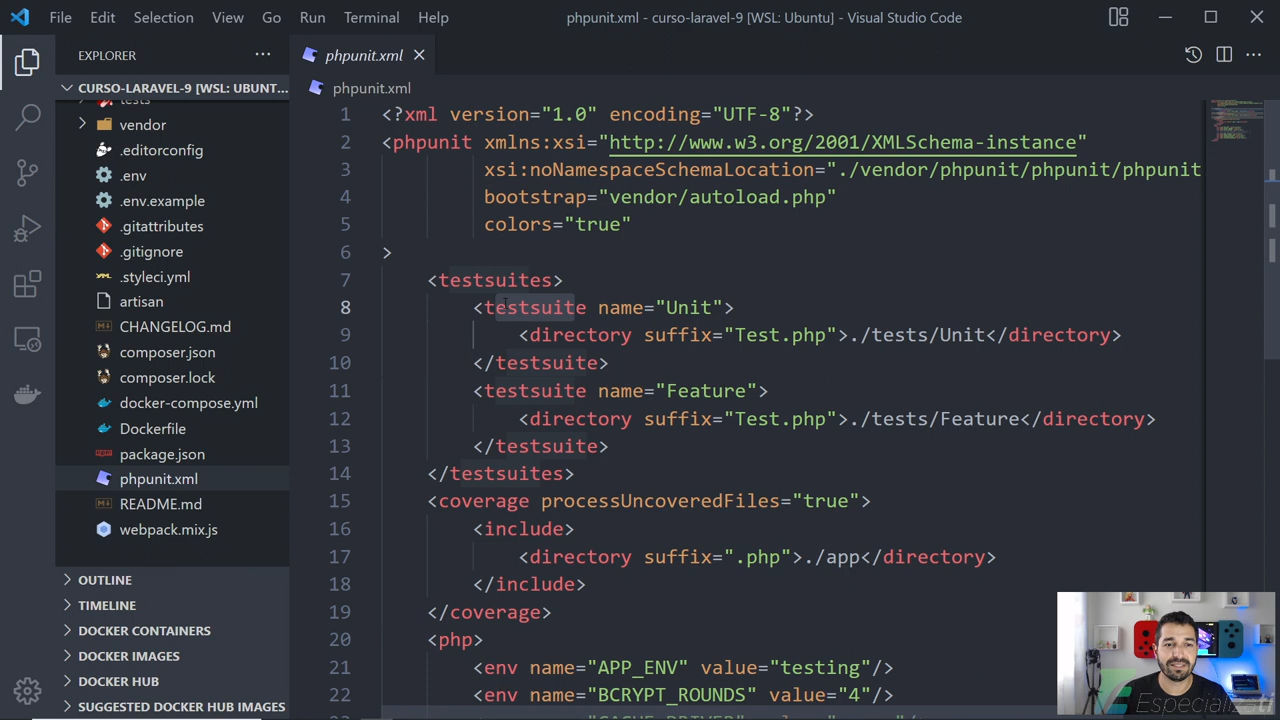 File Edit Selection View Go Run Terminal Help phpunit.xml - curso-laravel-9 [WSL: Ubuntu] - Visual Studio Code
EXPLORER
CURSO-LARAVEL-9 [WSL: UBUNT...
tests
vendor
.editorconfig
.env
.env.example
.gitattributes
.gitignore
.styleci.yml
artisan
CHANGELOG.md
composer.json
composer.lock
docker-compose.yml
Dockerfile
package.json
phpunit.xml
README.md
webpack.mix.js
OUTLINE
TIMELINE
DOCKER CONTAINERS
DOCKER IMAGES
DOCKER HUB
SUGGESTED DOCKER HUB IMAGES
phpunit.xml
phpunit.xml
1 <?xml version="1.0" encoding="UTF-8"?>
2 <phpunit xmlns:xsi="http://www.w3.org/2001/XMLSchema-instance"
3 xsi:noNamespaceSchemaLocation="./vendor/phpunit/phpunit/phpunit
4 bootstrap="vendor/autoload.php"
5 colors="true"
6 >
7 <testsuites>
8 <testsuite name="Unit">
9 <directory suffix="Test.php">./tests/Unit</directory>
10 </testsuite>
11 <testsuite name="Feature">
12 <directory suffix="Test.php">./tests/Feature</directory>
13 </testsuite>
14 </testsuites>
15 <coverage processUncoveredFiles="true">
16 <include>
17 <directory suffix=".php">./app</directory>
18 </include>
19 </coverage>
20 <php>
21 <env name="APP_ENV" value="testing"/>
22 <env name="BCRYPT_ROUNDS" value="4"/>
Especializati